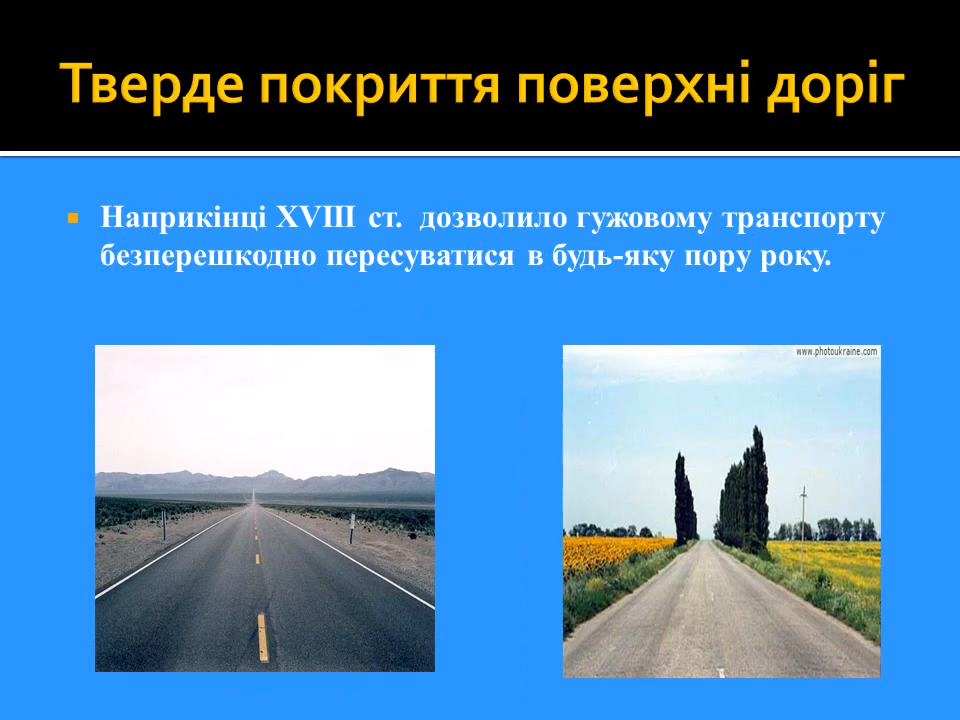 Тверде покриття поверхні доріг
Наприкінці XVIII ст. дозволило гужовому транспорту
безперешкодно пересуватися в будь-яку пору року.
www.photoukraine.com